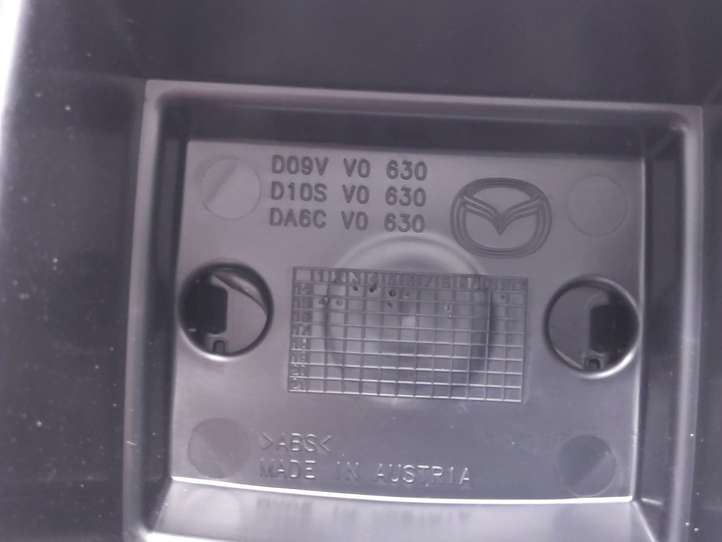 D09V V0 630
D10S V0 630
DA6C V0 630
>ABS<
MADE IN AUSTRIA